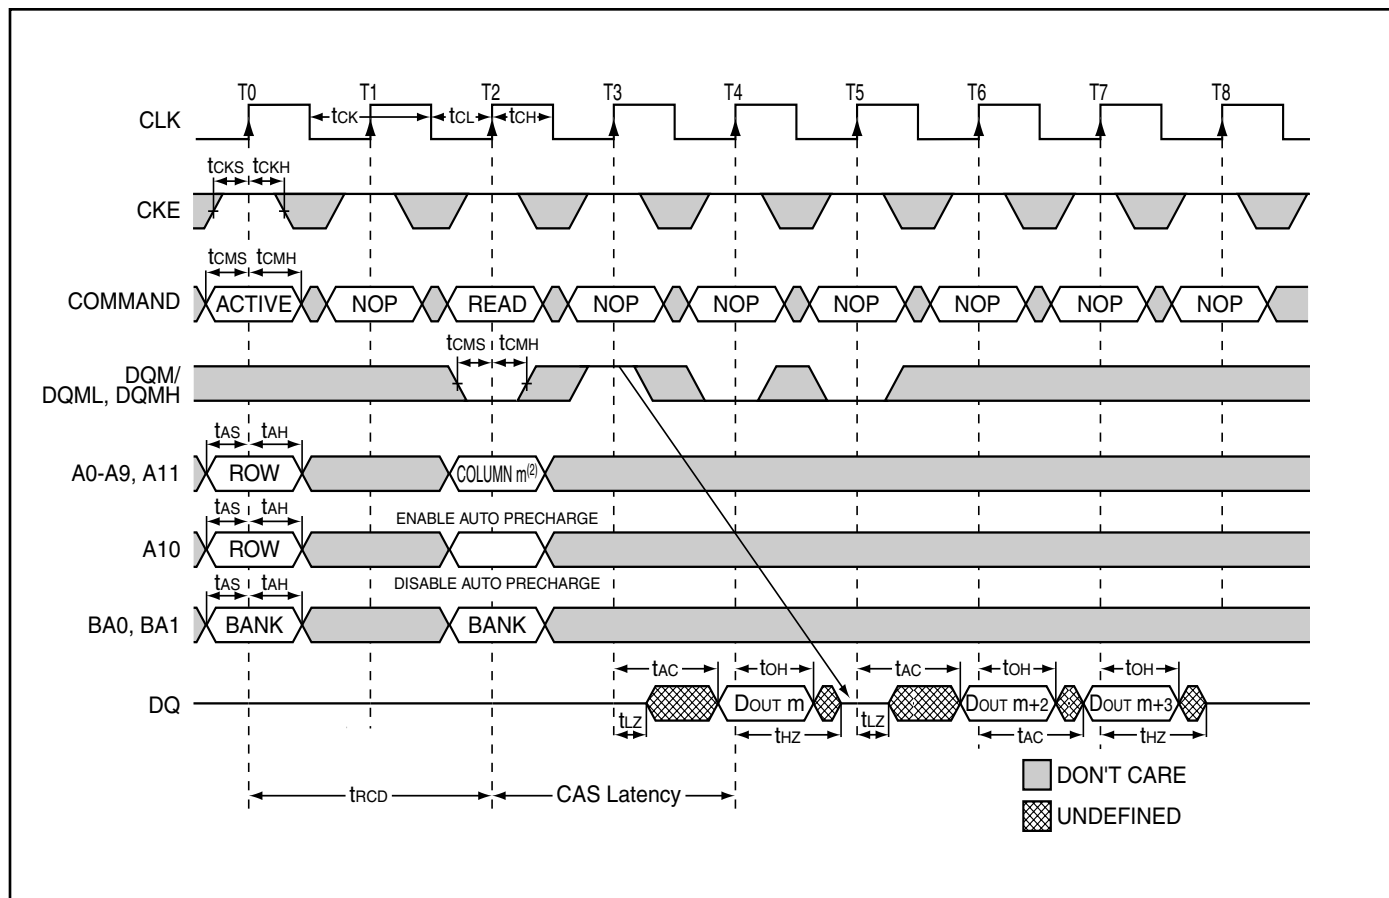 T0 T1 T2 T3 T4 T5 T6 T7 T8
CLK tCK tCL tCH
tCKS tCKH
CKE
tCMS tCMH
COMMAND ACTIVE NOP READ NOP NOP NOP NOP NOP NOP
tCMS tCMH
DQM/
DQML, DQMH
tAS tAH
A0-A9, A11 ROW COLUMN m(2)
tAS tAH ENABLE AUTO PRECHARGE
A10 ROW
tAS tAH DISABLE AUTO PRECHARGE
BA0, BA1 BANK BANK
tAC tOH tAC tOH tOH
DQ DOUT m DOUT m+2 DOUT m+3
tLZ tHZ tLZ tAC tHZ
DON'T CARE
tRCD CAS Latency
UNDEFINED